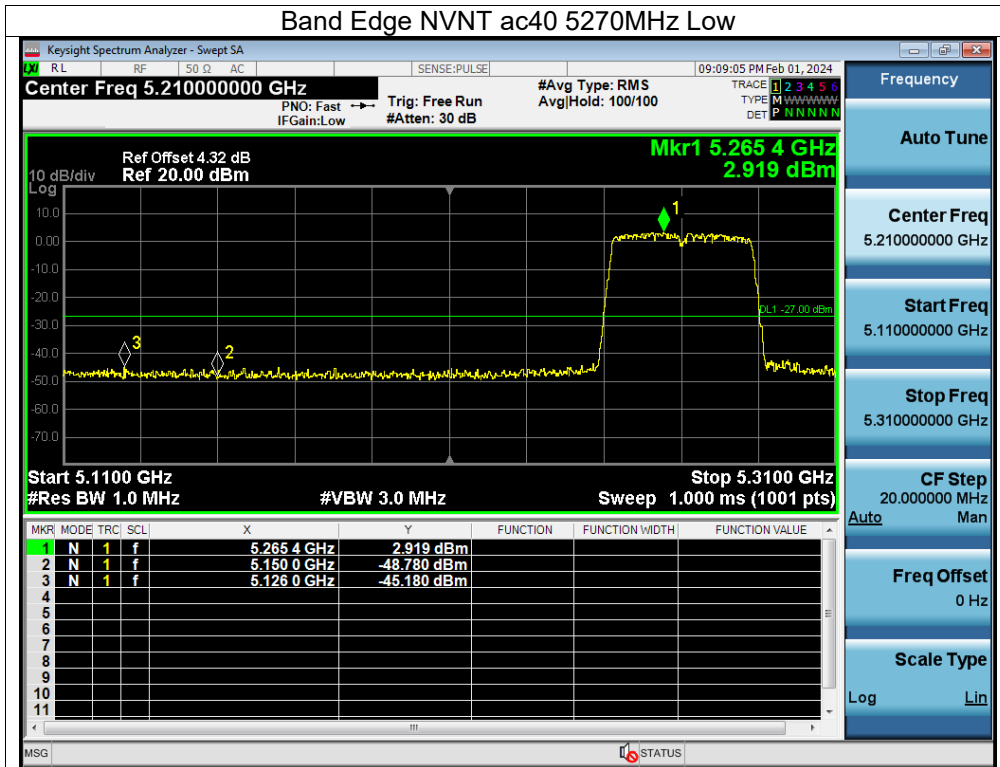 Band Edge NVNT ac40 5270MHz Low
Keysight Spectrum Analyzer - Swept SA
LXI RL RF 50 Ω AC SENSE:PULSE 09:09:05 PM Feb 01, 2024
Center Freq 5.210000000 GHz #Avg Type: RMS TRACE 1 2 3 4 5 6
PNO: Fast Trig: Free Run Avg|Hold: 100/100 TYPE M WWWWW
IFGain:Low #Atten: 30 dB DET P N N N N N
Mkr1 5.265 4 GHz
2.919 dBm
Ref Offset 4.32 dB
10 dB/div Ref 20.00 dBm
Log
10.0
0.00
-10.0
-20.0
-30.0
-40.0
-50.0
-60.0
-70.0
1
DL1 -27.00 dBm
3
2
Start 5.1100 GHz Stop 5.3100 GHz
#Res BW 1.0 MHz #VBW 3.0 MHz Sweep 1.000 ms (1001 pts)
MKR MODE TRC SCL X Y FUNCTION FUNCTION WIDTH FUNCTION VALUE
1 N 1 f 5.265 4 GHz 2.919 dBm
2 N 1 f 5.150 0 GHz -48.780 dBm
3 N 1 f 5.126 0 GHz -45.180 dBm
4
5
6
7
8
9
10
11
MSG STATUS
Frequency
Auto Tune
Center Freq
5.210000000 GHz
Start Freq
5.110000000 GHz
Stop Freq
5.310000000 GHz
CF Step
20.000000 MHz
Auto Man
Freq Offset
0 Hz
Scale Type
Log Lin